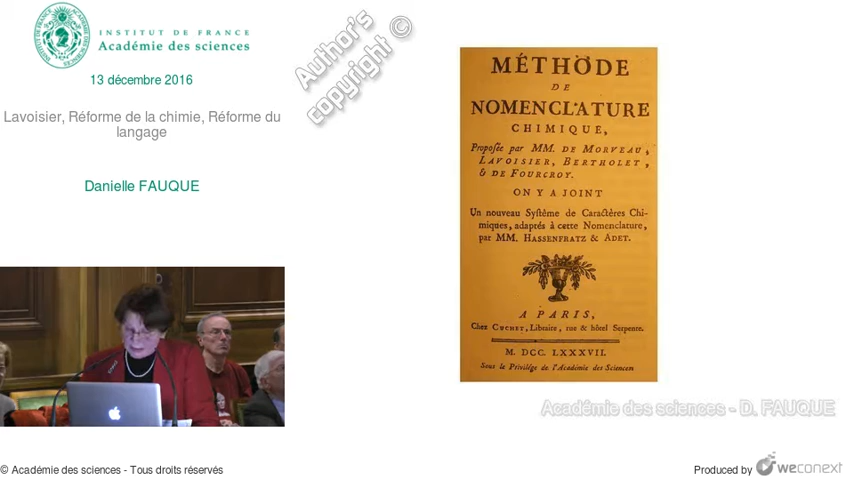 INSTITUT DE FRANCE
Académie des sciences
13 décembre 2016
Lavoisier, Réforme de la chimie, Réforme du
langage
Danielle FAUQUE
Author's
copyright ©
MÉTHODE
DE
NOMENCLATURE
CHIMIQUE,
Propoſée par MM. DE MORVEAU,
LAVOISIER, BERTHOLET,
& DE FOURCROY.
ON Y A JOINT
Un nouveau Syſtême de Caractères Chi-
miques, adaptés à cette Nomenclature,
par MM. HASSENFRATZ & ADET.
A PARIS,
Chez CUCHET, Libraire, rue & hôtel Serpente.
M. DCC. LXXXVII.
Sous le Privilége de l'Académie des Sciences
Académie des sciences - D. FAUQUE
© Académie des sciences - Tous droits réservés
Produced by weconext